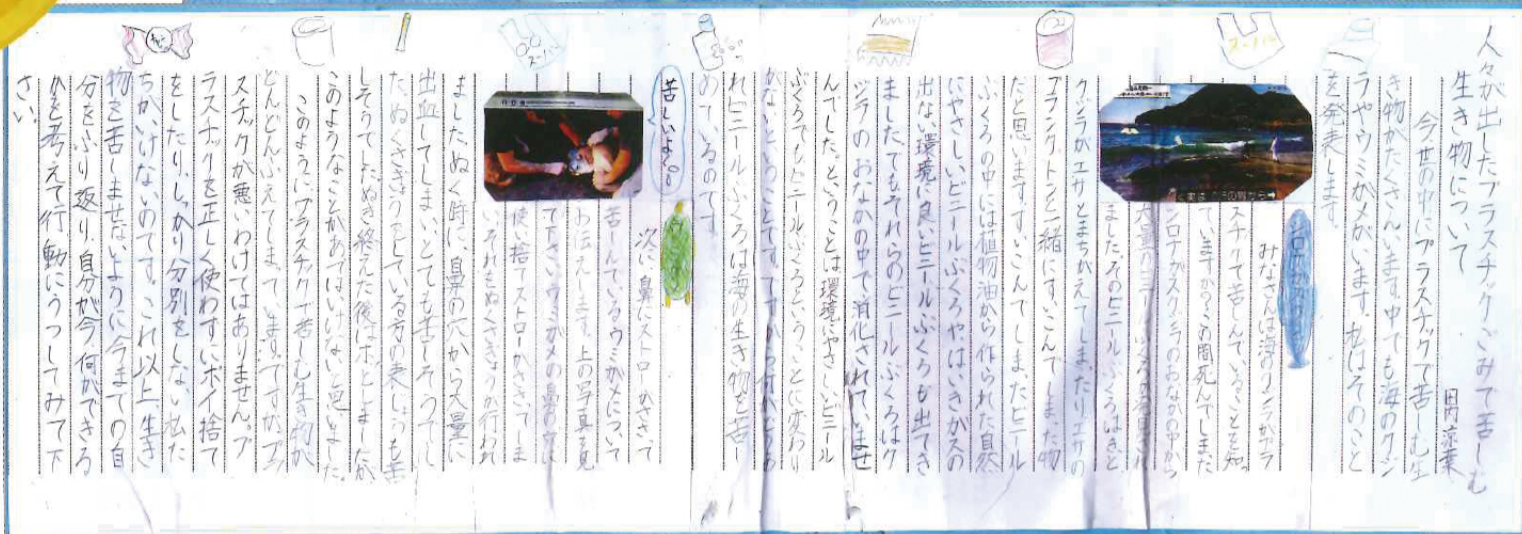 人々が出したプラスチックごみで苦しむ
生き物について
田内涼葉
今、世の中にプラスチックで苦しむ生
き物がたくさんいます。中でも海のクジ
ラやウミガメがいます。私はそのこと
を発表します。
みなさんは海のクジラがプラ
スチックで苦しんでいることを知
っていますか？この間死んでしまった
シロナガスクジラのおなかの中から
大量のビニールぶくろが発見され
ました。そのビニールぶくろはきっと
クジラがエサとまちがえてしまったりエサの
プランクトンと一緒にすいこんでしまった物
だと思います。すいこんでしまったビニール
ぶくろの中には植物油から作られた自然
にやさしいビニールぶくろやはいきガスの
出ない環境に良いビニールぶくろが出てき
ました。でもそれらのビニールぶくろはク
ジラのおなかの中で消化されていませ
んでした。ということは環境にやさしいビニール
ぶくろでもビニールぶくろということに変わり
がないということです。ですから
れビニールぶくろは海の生き物を苦し
めているのです。
苦しいよ〜
次に、鼻にストローがささって
苦しんでいるウミガメについて
お伝えします。上の写真を見
て下さい。ウミガメの鼻の穴に
使い捨てストローがささってしま
いそれをぬくさぎょうが行われ
ました。ぬく時に、鼻の穴から大量に
出血してしまいとても苦しそうでし
た。ぬくさぎょうをしている方の表じょうも苦
しそうでした。ぬき終えた後はホッとしましたが
このようなことがあってはいけないと思いました。
このようにプラスチックで苦しむ生き物が
どんどんふえてしまっています。ですが、プラ
スチックが悪いわけではありません。プ
ラスチックを正しく使わずにポイ捨て
をしたり、しっかり分別をしない私た
ちがいけないのです。これ以上、生き
物を苦しませないように今までの自
分をふり返り、自分が今、何ができる
かを考えて行動にうつしてみて下
さい。
スーパー